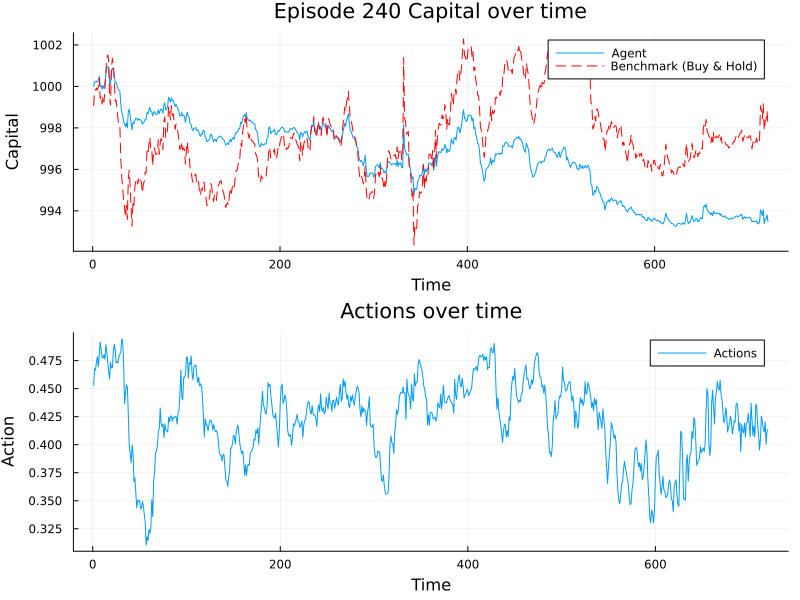 Episode 240 Capital over time
Capital
1002
1000
998
996
994
Agent
Benchmark (Buy & Hold)
0
200
400
600
Time
Actions over time
Action
0.475
0.450
0.425
0.400
0.375
0.350
0.325
Actions
0
200
400
600
Time